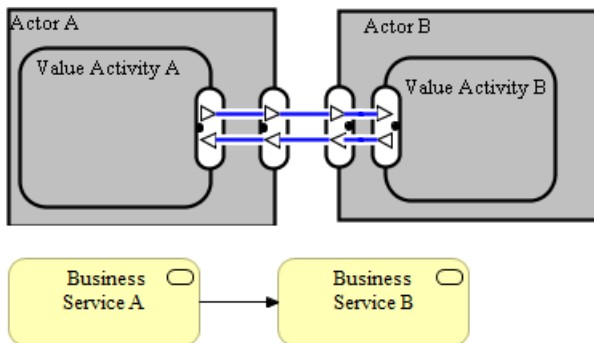 Actor A
Actor B
Value Activity A
Value Activity B
Business
Service A
Business
Service B